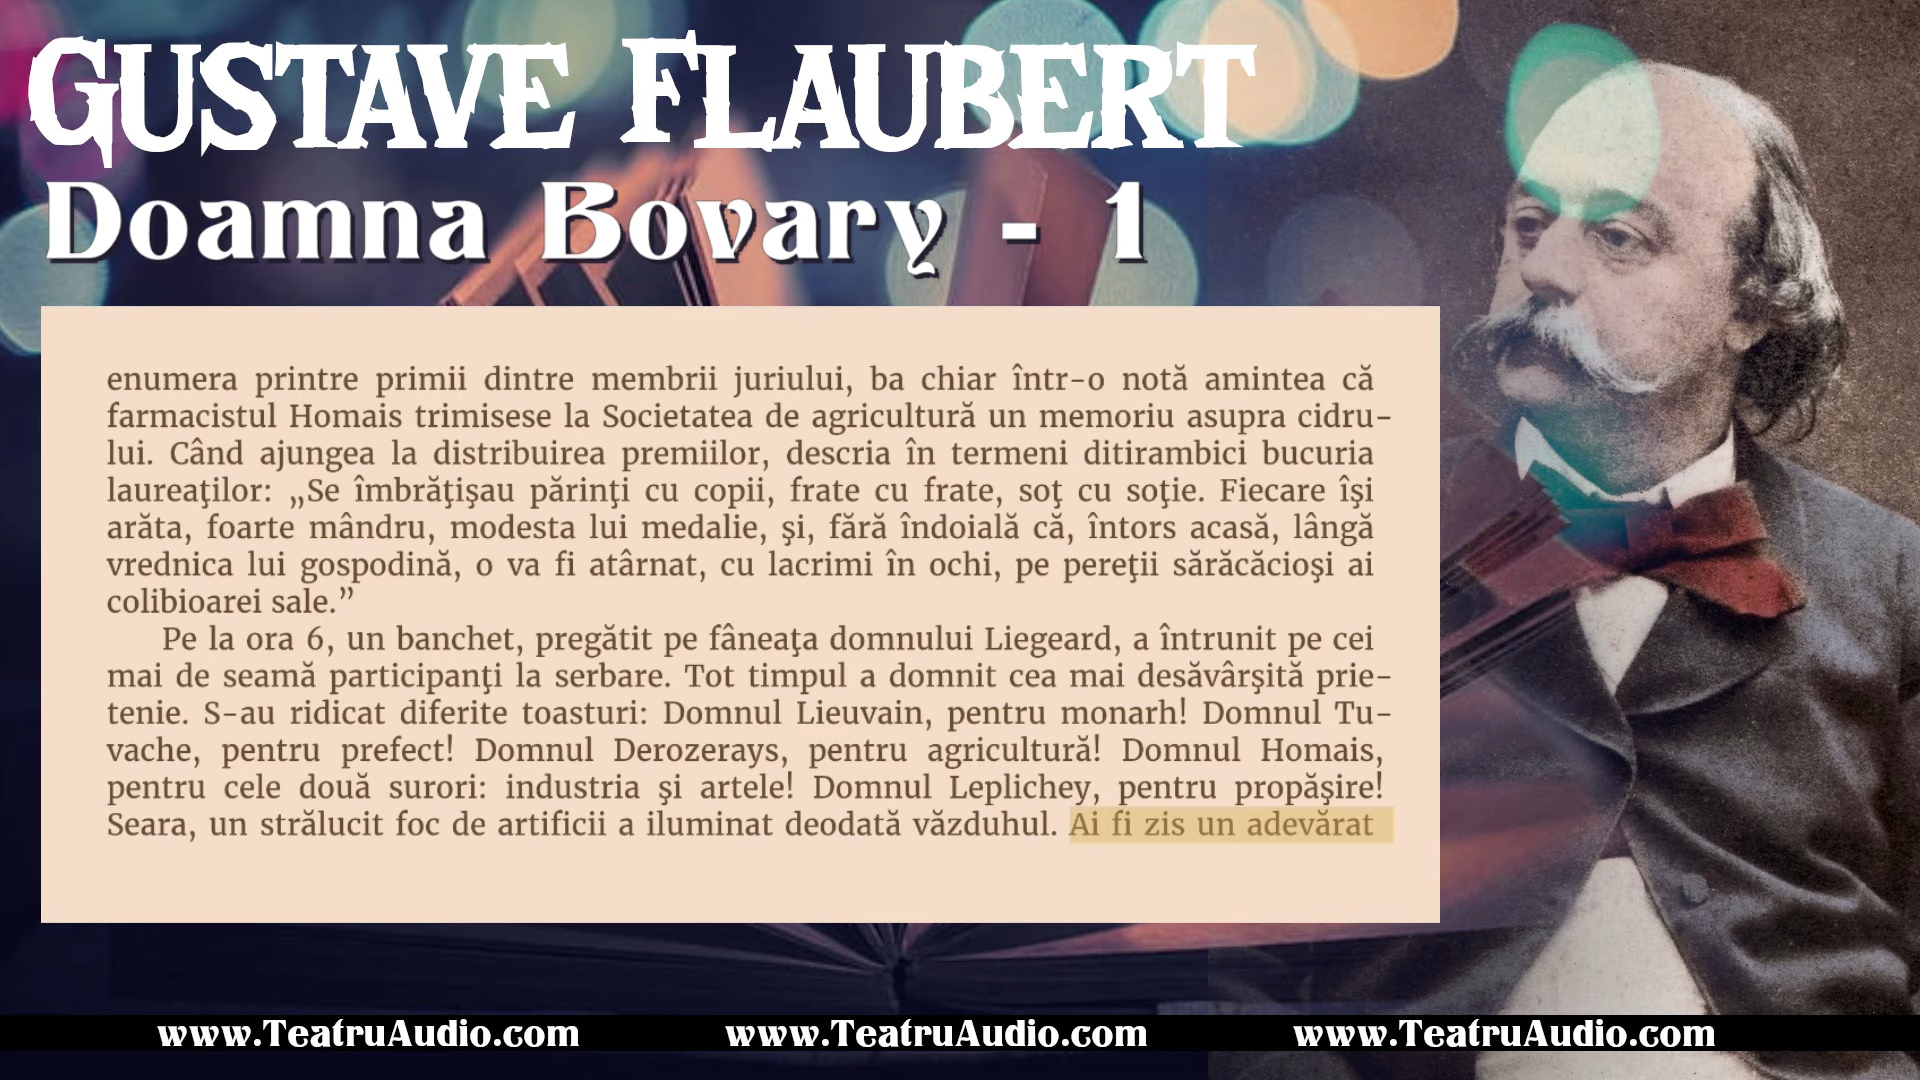 GUSTAVE FLAUBERT
Doamna Bovary - 1
enumera printre primii dintre membrii juriului, ba chiar într-o notă amintea că
farmacistul Homais trimisese la Societatea de agricultură un memoriu asupra cidru-
lui. Când ajungea la distribuirea premiilor, descria în termeni ditirambici bucuria
laureaţilor: „Se îmbrăţişau părinţi cu copii, frate cu frate, soţ cu soţie. Fiecare îşi
arăta, foarte mândru, modesta lui medalie, şi, fără îndoială că, întors acasă, lângă
vrednica lui gospodină, o va fi atârnat, cu lacrimi în ochi, pe pereţii sărăcăcioşi ai
colibioarei sale.”
Pe la ora 6, un banchet, pregătit pe fâneaţa domnului Liegeard, a întrunit pe cei
mai de seamă participanţi la serbare. Tot timpul a domnit cea mai desăvârşită prie-
tenie. S-au ridicat diferite toasturi: Domnul Lieuvain, pentru monarh! Domnul Tu-
vache, pentru prefect! Domnul Derozerays, pentru agricultură! Domnul Homais,
pentru cele două surori: industria şi artele! Domnul Leplichey, pentru propăşire!
Seara, un strălucit foc de artificii a iluminat deodată văzduhul. Ai fi zis un adevărat
www.TeatruAudio.com www.TeatruAudio.com www.TeatruAudio.com